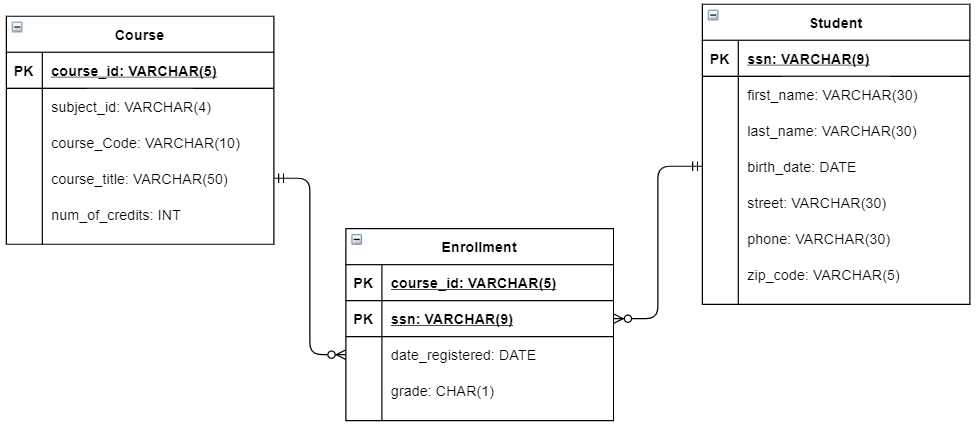 Course
PK course_id: VARCHAR(5)
subject_id: VARCHAR(4)
course_Code: VARCHAR(10)
course_title: VARCHAR(50)
num_of_credits: INT
Student
PK ssn: VARCHAR(9)
first_name: VARCHAR(30)
last_name: VARCHAR(30)
birth_date: DATE
street: VARCHAR(30)
phone: VARCHAR(30)
zip_code: VARCHAR(5)
Enrollment
PK course_id: VARCHAR(5)
PK ssn: VARCHAR(9)
date_registered: DATE
grade: CHAR(1)